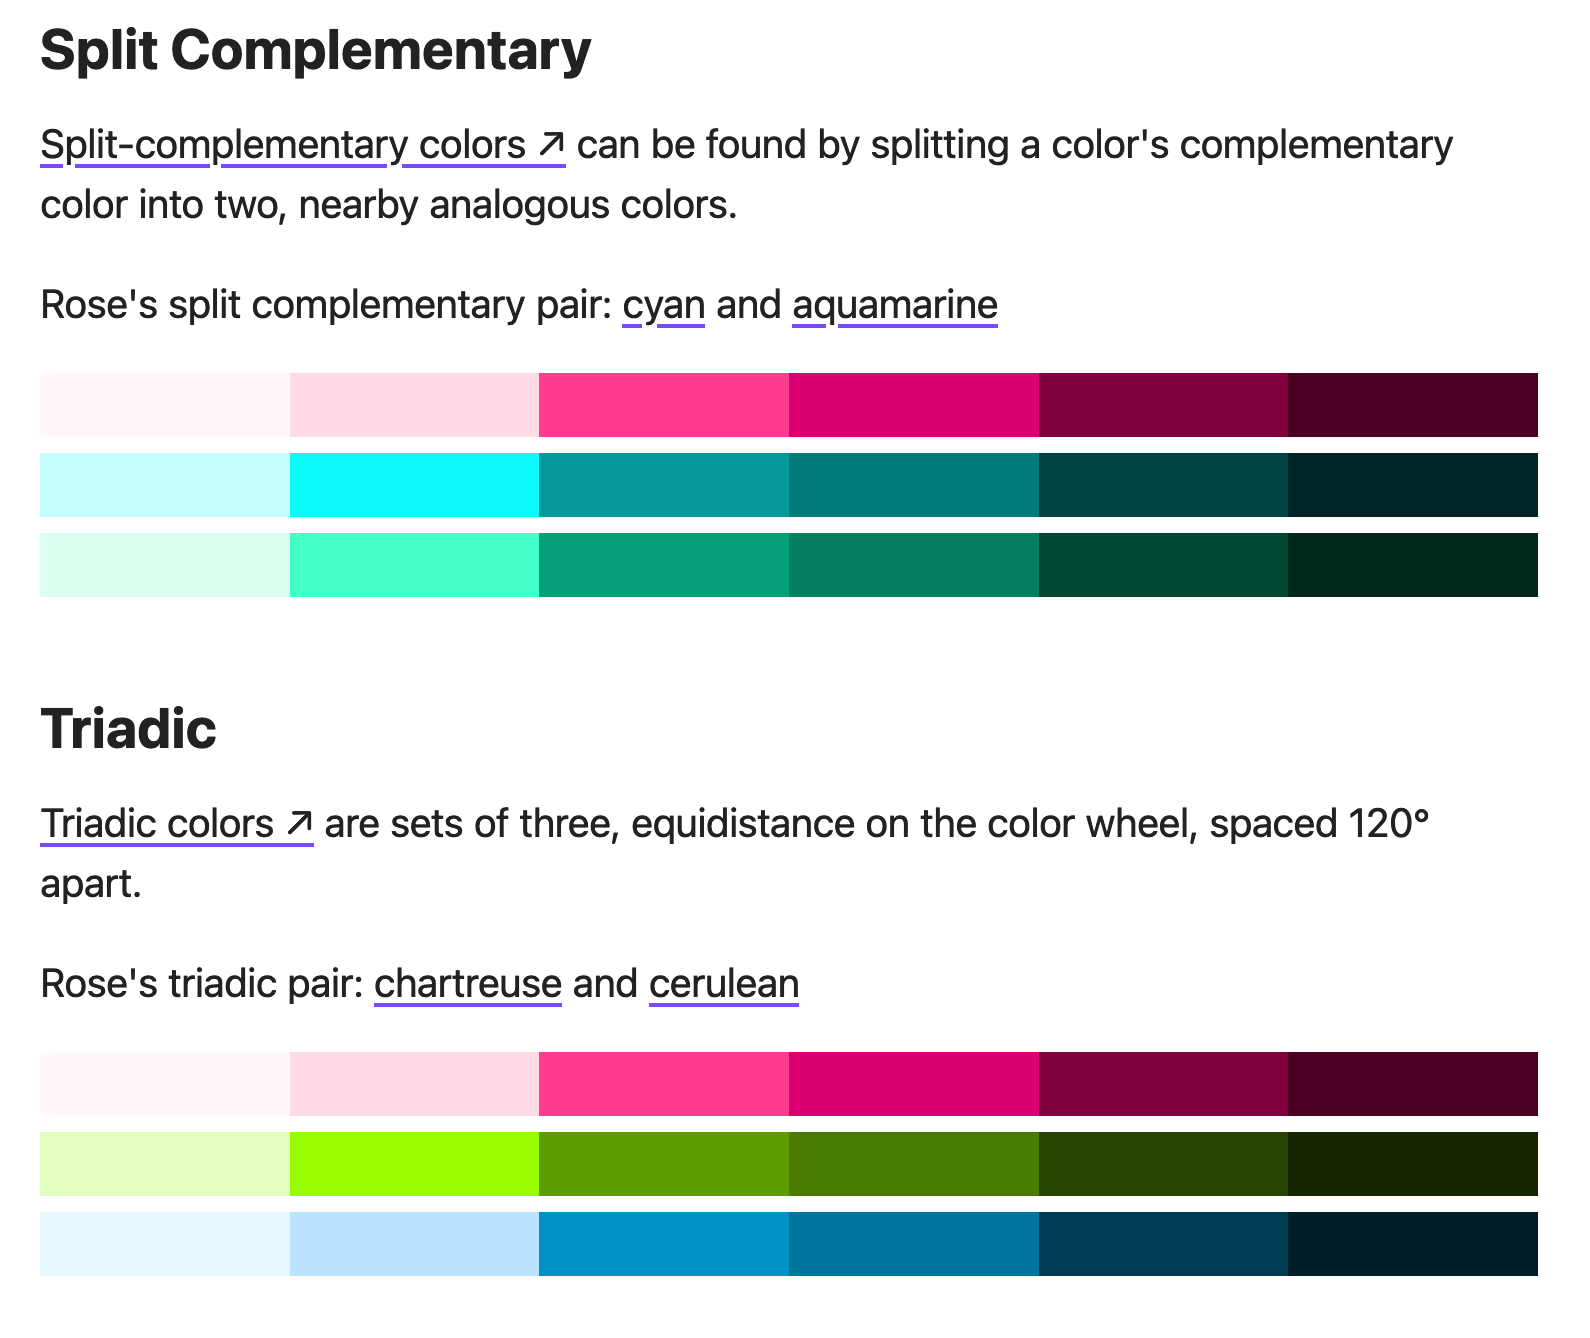 Split Complementary
Split-complementary colors ↗ can be found by splitting a color's complementary
color into two, nearby analogous colors.
Rose's split complementary pair: cyan and aquamarine
Triadic
Triadic colors ↗ are sets of three, equidistance on the color wheel, spaced 120°
apart.
Rose's triadic pair: chartreuse and cerulean